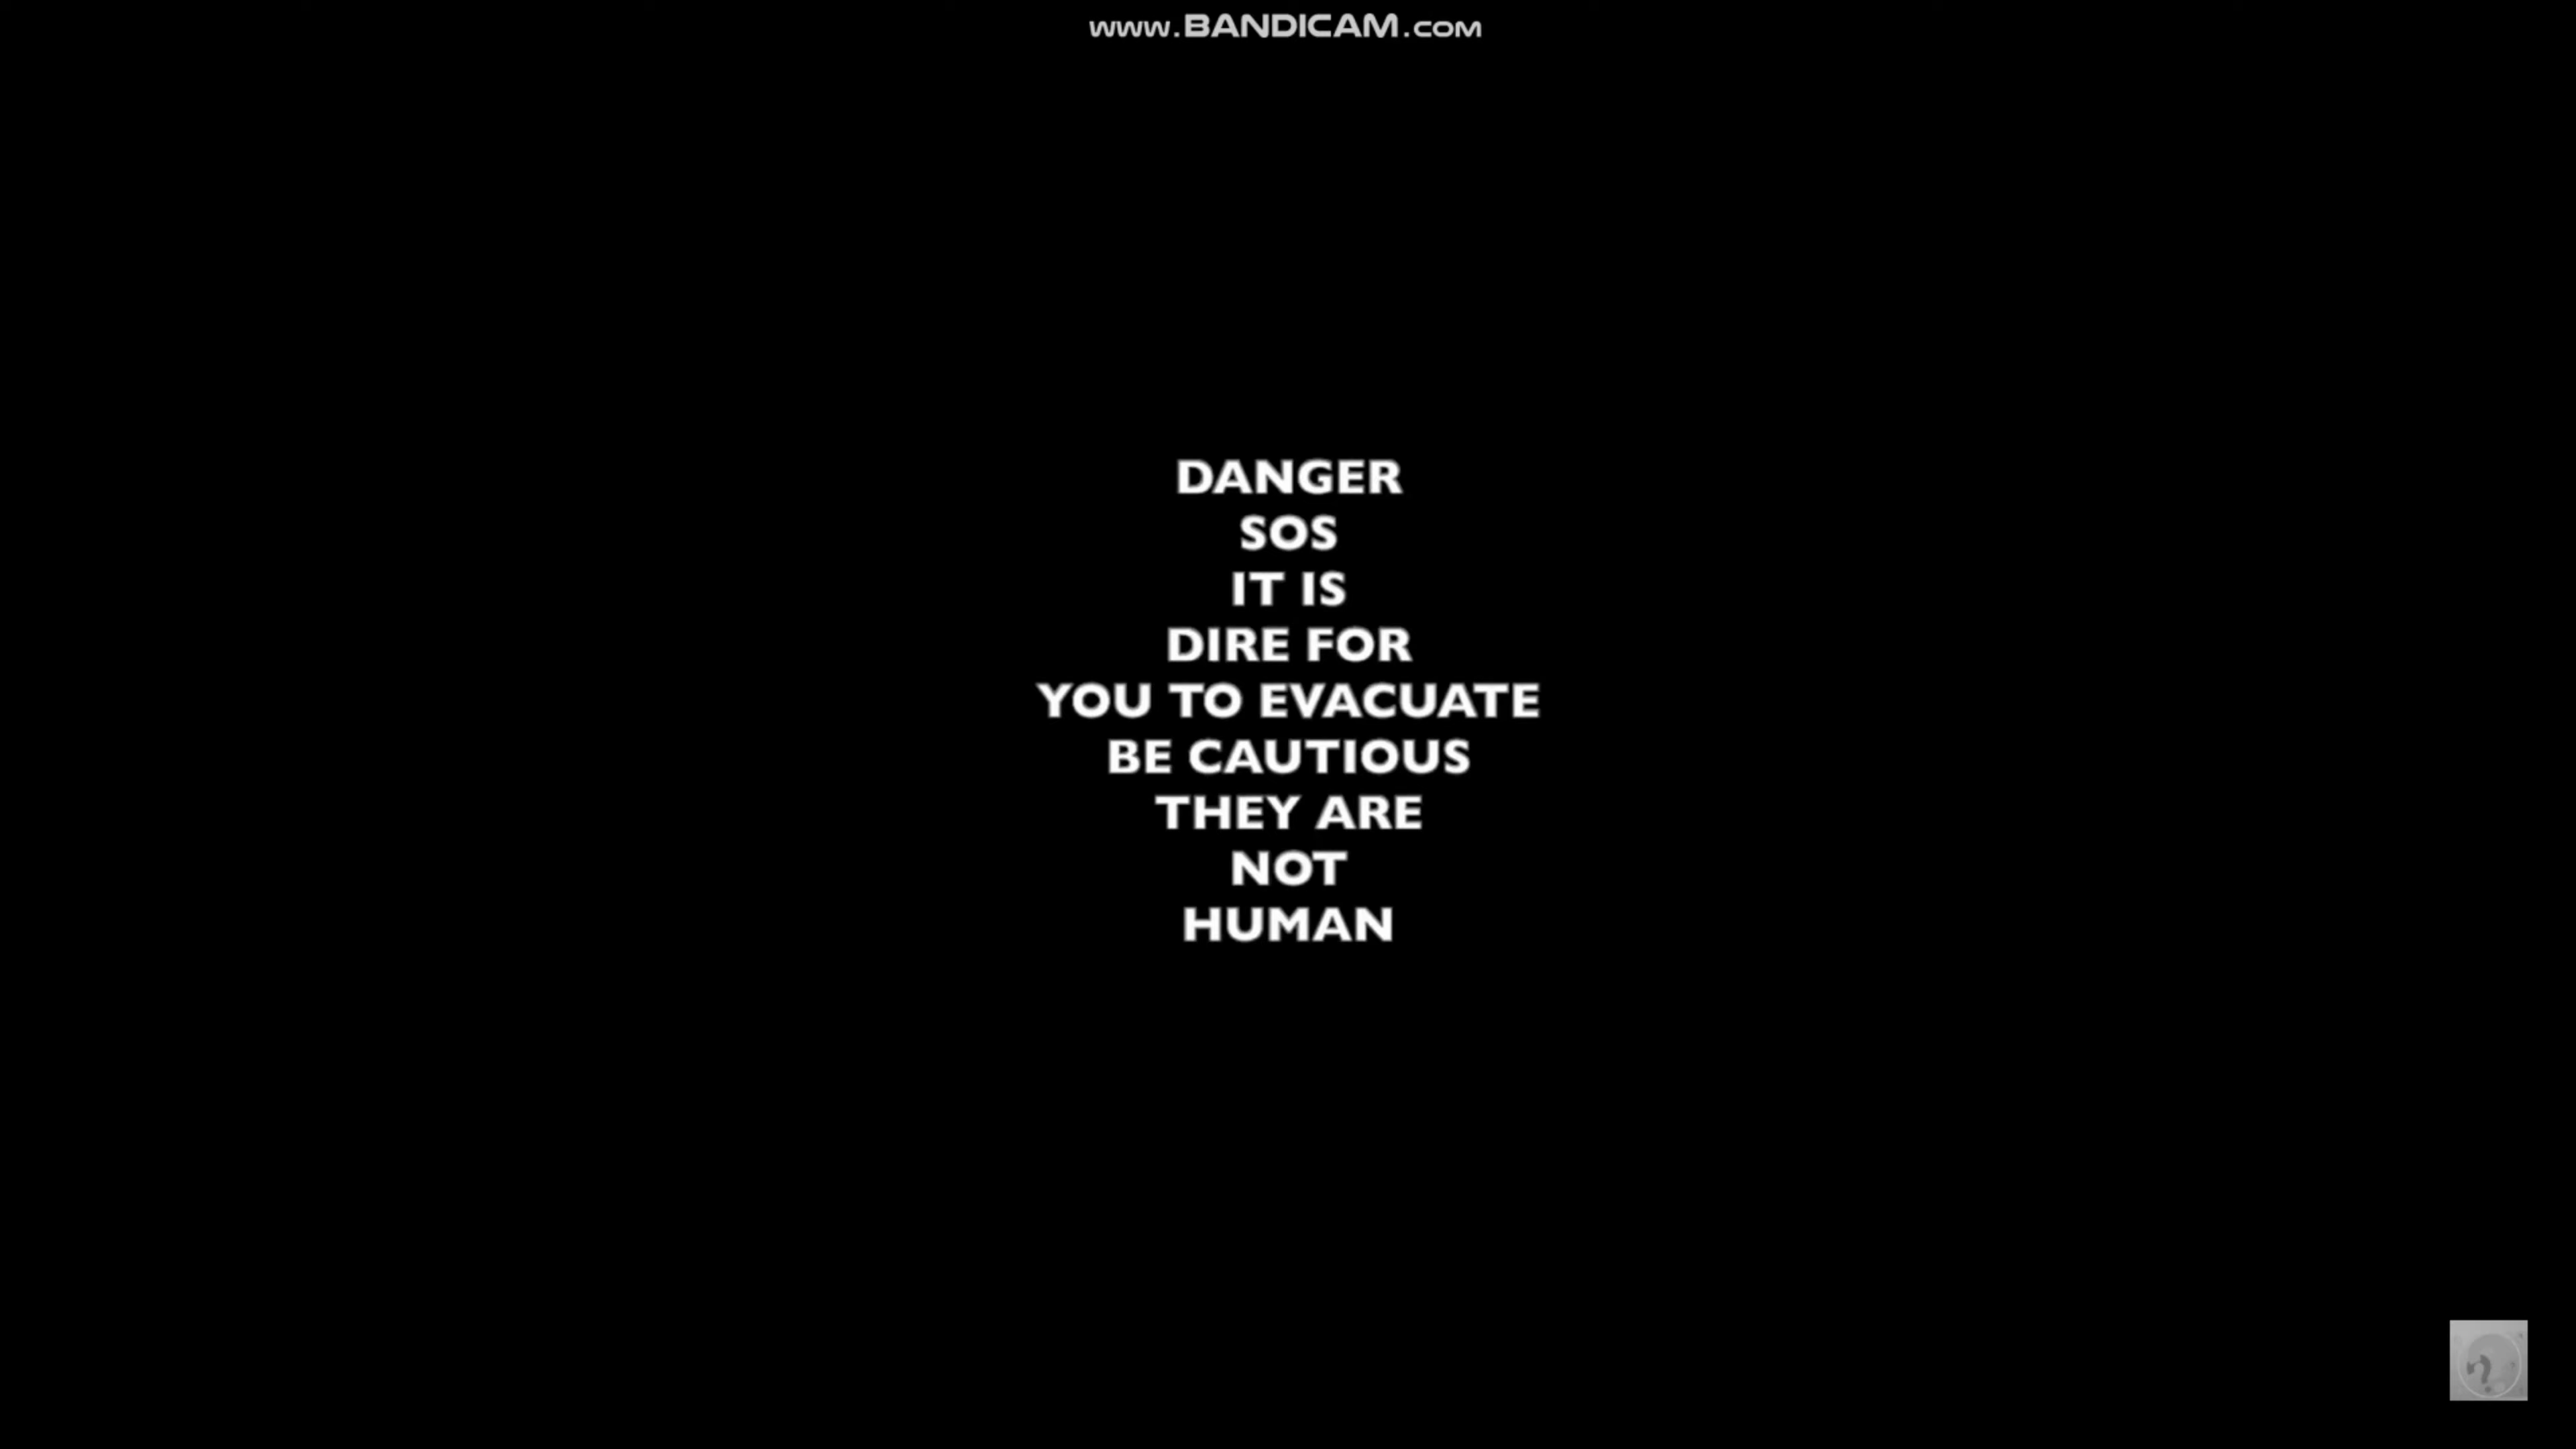 www.BANDICAM.com
DANGER
SOS
IT IS
DIRE FOR
YOU TO EVACUATE
BE CAUTIOUS
THEY ARE
NOT
HUMAN
?